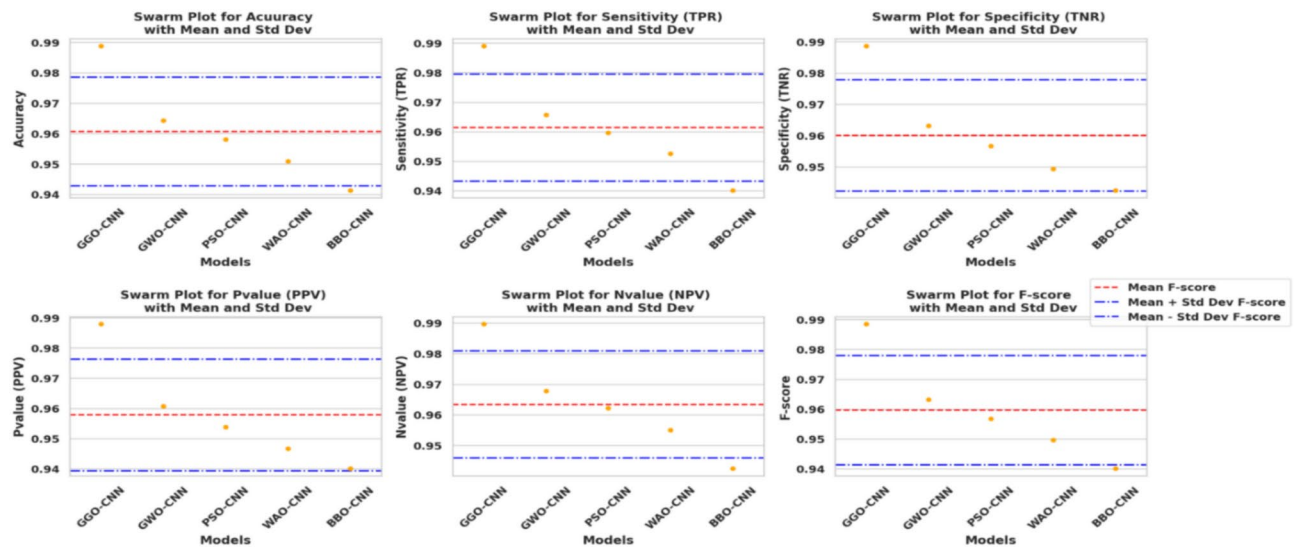 Swarm Plot for Acuuracy
with Mean and Std Dev
Acuuracy
0.99
0.98
0.97
0.96
0.95
0.94
GGO-CNN
GWO-CNN
PSO-CNN
WAO-CNN
BBO-CNN
Models
Swarm Plot for Sensitivity (TPR)
with Mean and Std Dev
Sensitivity (TPR)
0.99
0.98
0.97
0.96
0.95
0.94
GGO-CNN
GWO-CNN
PSO-CNN
WAO-CNN
BBO-CNN
Models
Swarm Plot for Specificity (TNR)
with Mean and Std Dev
Specificity (TNR)
0.99
0.98
0.97
0.96
0.95
GGO-CNN
GWO-CNN
PSO-CNN
WAO-CNN
BBO-CNN
Models
Swarm Plot for Pvalue (PPV)
with Mean and Std Dev
Pvalue (PPV)
0.99
0.98
0.97
0.96
0.95
0.94
GGO-CNN
GWO-CNN
PSO-CNN
WAO-CNN
BBO-CNN
Models
Swarm Plot for Nvalue (NPV)
with Mean and Std Dev
Nvalue (NPV)
0.99
0.98
0.97
0.96
0.95
GGO-CNN
GWO-CNN
PSO-CNN
WAO-CNN
BBO-CNN
Models
Swarm Plot for F-score
with Mean and Std Dev
F-score
0.99
0.98
0.97
0.96
0.95
0.94
GGO-CNN
GWO-CNN
PSO-CNN
WAO-CNN
BBO-CNN
Models
Mean F-score
Mean + Std Dev F-score
Mean - Std Dev F-score